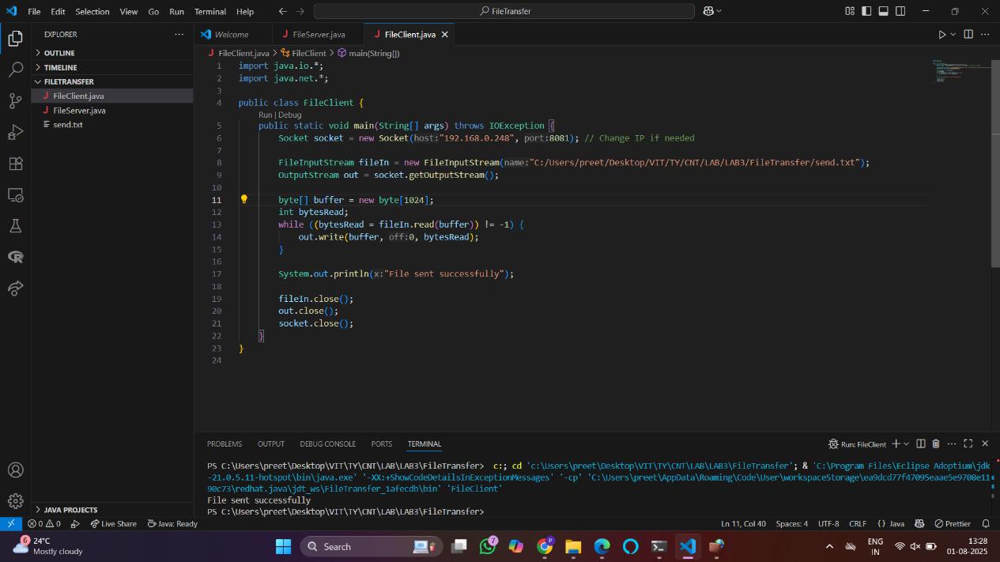 File Edit Selection View Go Run Terminal Help FileTransfer
EXPLORER
OUTLINE
TIMELINE
FILETRANSFER
J FileClient.java
J FileServer.java
send.txt
JAVA PROJECTS
Welcome J FileServer.java J FileClient.java
J FileClient.java > FileClient > main(String[])
1 import java.io.*;
2 import java.net.*;
3
4 public class FileClient {
Run | Debug
5 public static void main(String[] args) throws IOException {
6 Socket socket = new Socket(host:"192.168.0.248", port:8081); // Change IP if needed
7
8 FileInputStream fileIn = new FileInputStream(name:"C:/Users/preet/Desktop/VIT/TY/CNT/LAB/LAB3/FileTransfer/send.txt");
9 OutputStream out = socket.getOutputStream();
10
11 byte[] buffer = new byte[1024];
12 int bytesRead;
13 while ((bytesRead = fileIn.read(buffer)) != -1) {
14 out.write(buffer, off:0, bytesRead);
15 }
16
17 System.out.println(x:"File sent successfully");
18
19 fileIn.close();
20 out.close();
21 socket.close();
22 }
23 }
24
PROBLEMS OUTPUT DEBUG CONSOLE PORTS TERMINAL Run: FileClient
PS C:\Users\preet\Desktop\VIT\TY\CNT\LAB\LAB3\FileTransfer> c:; cd 'c:\Users\preet\Desktop\VIT\TY\CNT\LAB\LAB3\FileTransfer'; & 'C:\Program Files\Eclipse Adoptium\jdk
-21.0.5.11-hotspot\bin\java.exe' '-XX:+ShowCodeDetailsInExceptionMessages' '-cp' 'C:\Users\preet\AppData\Roaming\Code\User\workspaceStorage\ea9dcd77f47095eaae5e9708e11
90c73\redhat.java\jdt_ws\FileTransfer_1afecdb\bin' 'FileClient'
File sent successfully
PS C:\Users\preet\Desktop\VIT\TY\CNT\LAB\LAB3\FileTransfer>
0 0 Live Share Java: Ready Ln 11, Col 40 Spaces: 4 UTF-8 CRLF {} Java Prettier
6 24°C
Mostly cloudy
Search
7
P
ENG
IN
13:28
01-08-2025